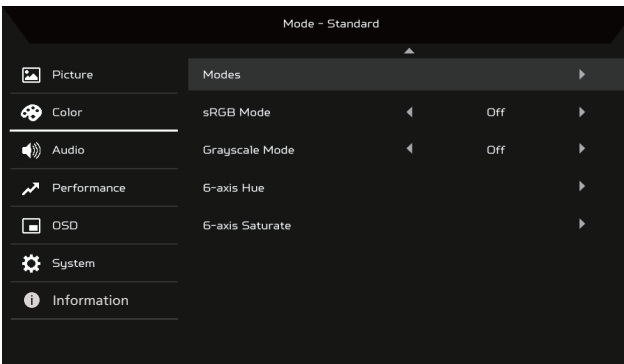 Mode - Standard
Picture
Color
Audio
Performance
OSD
System
Information
Modes
sRGB Mode Off
Grayscale Mode Off
6-axis Hue
6-axis Saturate